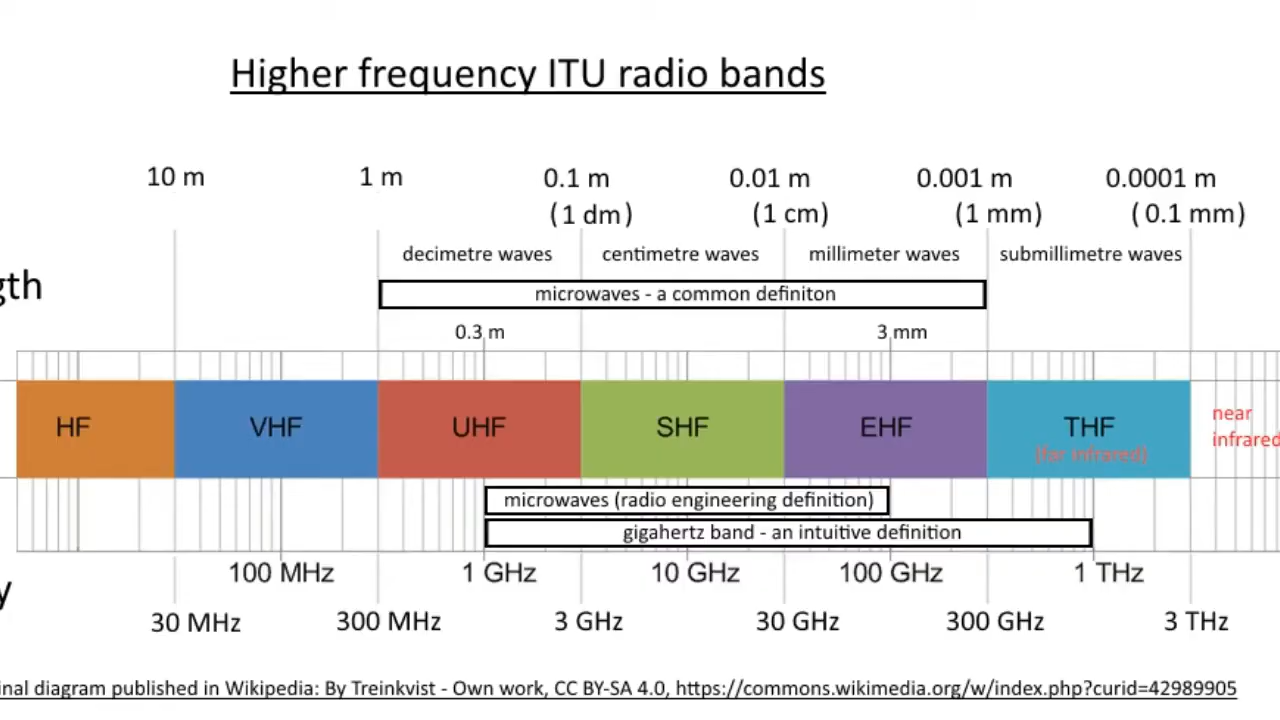 Higher frequency ITU radio bands
10 m 1 m 0.1 m 0.01 m 0.001 m 0.0001 m
(1 dm) (1 cm) (1 mm) (0.1 mm)
decimetre waves centimetre waves millimeter waves submillimetre waves
gth
microwaves - a common definiton
0.3 m 3 mm
HF VHF UHF SHF EHF THF
near
infrared
(far infrared)
microwaves (radio engineering definition)
gigahertz band - an intuitive definition
100 MHz 1 GHz 10 GHz 100 GHz 1 THz
y
30 MHz 300 MHz 3 GHz 30 GHz 300 GHz 3 THz
inal diagram published in Wikipedia: By Treinkvist - Own work, CC BY-SA 4.0, https://commons.wikimedia.org/w/index.php?curid=42989905